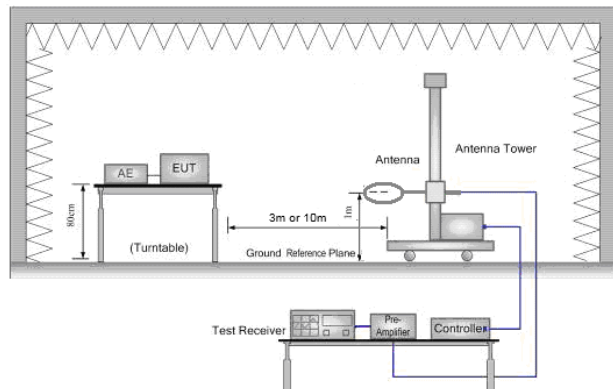 Antenna Tower
Antenna
EUT
AE
80cm
3m or 10m
1m
(Turntable)
Ground Reference Plane
Test Receiver
Pre-
Amplifier
Controller